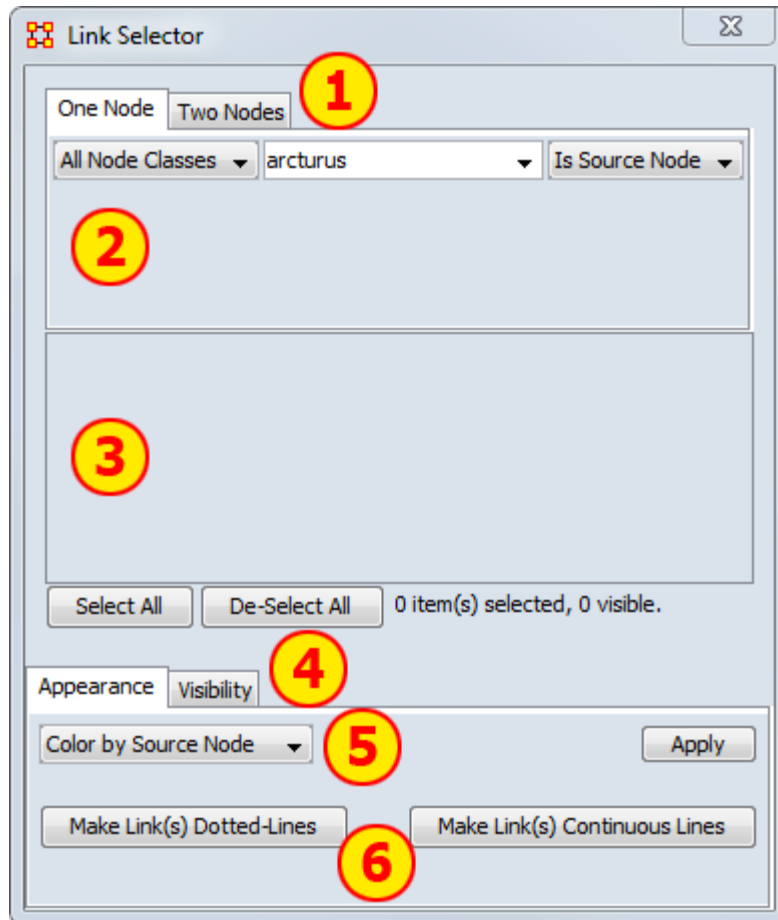 Link Selector
1
One Node Two Nodes
All Node Classes arcturus Is Source Node
2
3
Select All De-Select All 0 item(s) selected, 0 visible.
4
Appearance Visibility
Color by Source Node 5 Apply
Make Link(s) Dotted-Lines Make Link(s) Continuous Lines
6